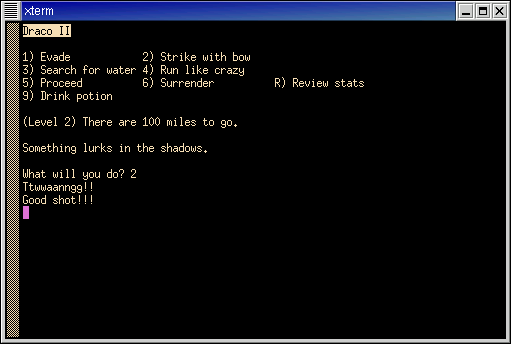 xterm
Draco II
1) Evade 2) Strike with bow
3) Search for water 4) Run like crazy
5) Proceed 6) Surrender R) Review stats
9) Drink potion
(Level 2) There are 100 miles to go.
Something lurks in the shadows.
What will you do? 2
Ttwwaanngg!!
Good shot!!!